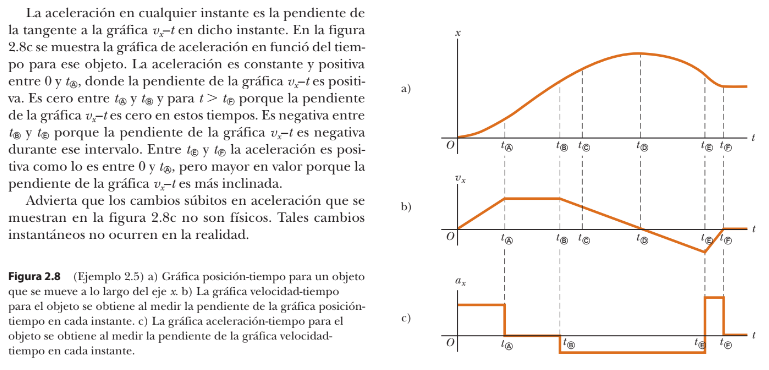 La aceleración en cualquier instante es la pendiente de
la tangente a la gráfica vx–t en dicho instante. En la figura
2.8c se muestra la gráfica de aceleración en funció del tiem-
po para ese objeto. La aceleración es constante y positiva
entre 0 y tⒶ, donde la pendiente de la gráfica vx–t es positi-
va. Es cero entre tⒶ y tⒷ y para t > tⒻ porque la pendiente
de la gráfica vx–t es cero en estos tiempos. Es negativa entre
tⒷ y tⒺ porque la pendiente de la gráfica vx–t es negativa
durante ese intervalo. Entre tⒺ y tⒻ la aceleración es posi-
tiva como lo es entre 0 y tⒶ, pero mayor en valor porque la
pendiente de la gráfica vx–t es más inclinada.
Advierta que los cambios súbitos en aceleración que se
muestran en la figura 2.8c no son físicos. Tales cambios
instantáneos no ocurren en la realidad.
Figura 2.8 (Ejemplo 2.5) a) Gráfica posición-tiempo para un objeto
que se mueve a lo largo del eje x. b) La gráfica velocidad-tiempo
para el objeto se obtiene al medir la pendiente de la gráfica posición-
tiempo en cada instante. c) La gráfica aceleración-tiempo para el
objeto se obtiene al medir la pendiente de la gráfica velocidad-
tiempo en cada instante.
x
a)
O tⒶ tⒷ tⒸ tⒹ tⒺ tⒻ t
vx
b)
O tⒶ tⒷ tⒸ tⒹ tⒺ tⒻ t
ax
c)
O tⒶ tⒷ tⒺ tⒻ t